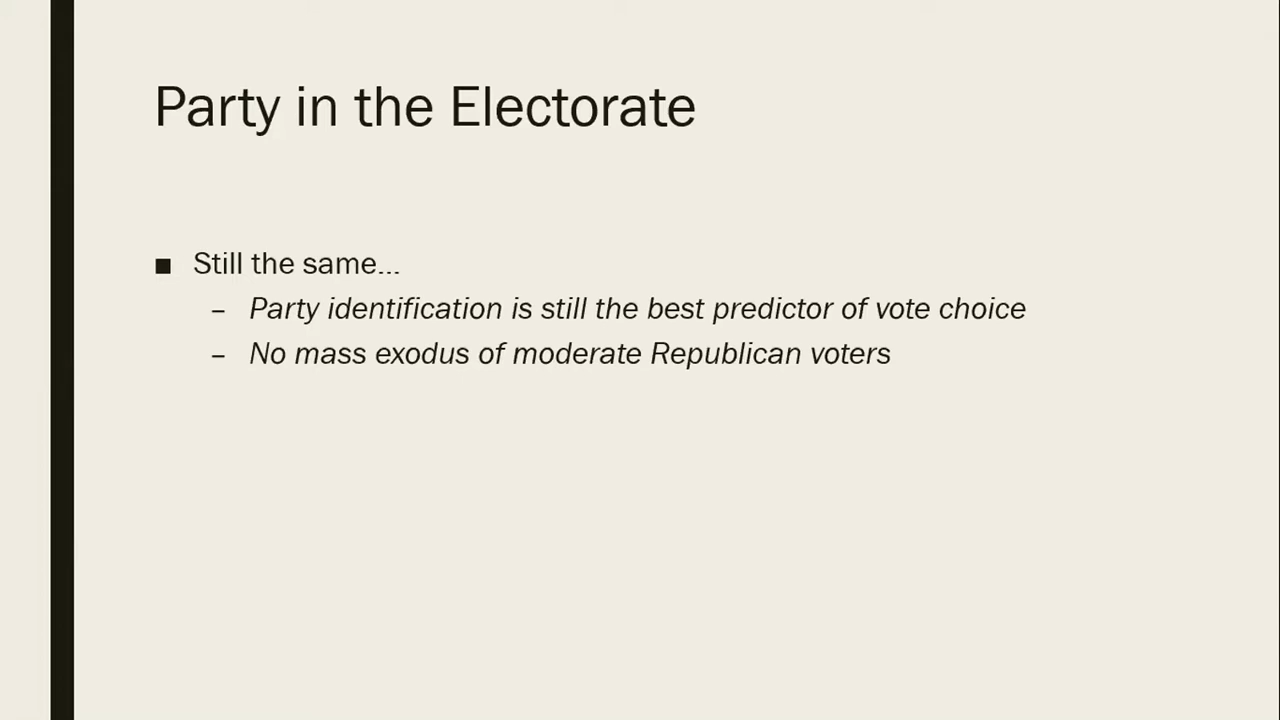 Party in the Electorate
■ Still the same...
– Party identification is still the best predictor of vote choice
– No mass exodus of moderate Republican voters